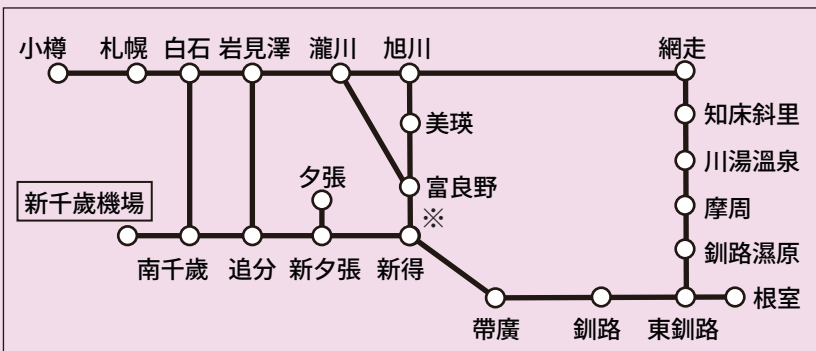 小樽 札幌 白石 岩見澤 瀧川 旭川 網走
美瑛
知床斜里
川湯溫泉
夕張
富良野
新千歲機場
※
摩周
釧路濕原
南千歲 追分 新夕張 新得
根室
帶廣 釧路 東釧路